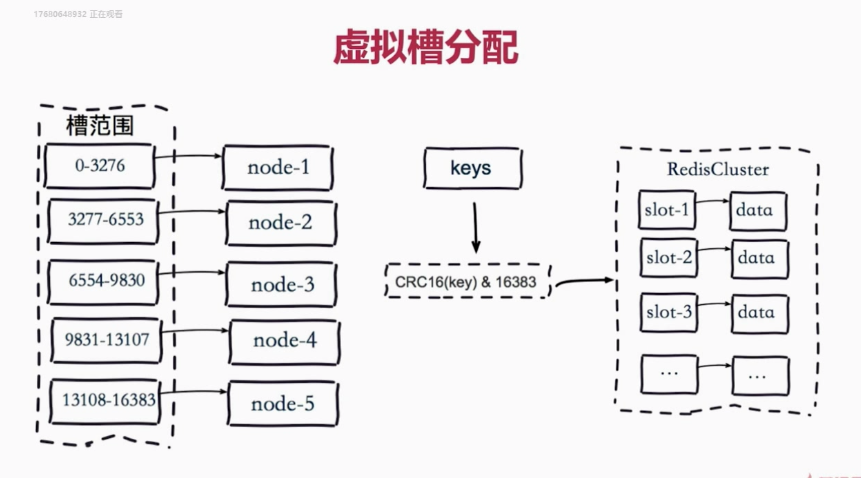 17680646932 正在观看
虚拟槽分配
槽范围
0-3276
node-1
3277-6553
node-2
6554-9830
node-3
9831-13107
node-4
13108-16383
node-5
keys
CRC16(key) & 16383
RedisCluster
slot-1
data
slot-2
data
slot-3
data
...
...